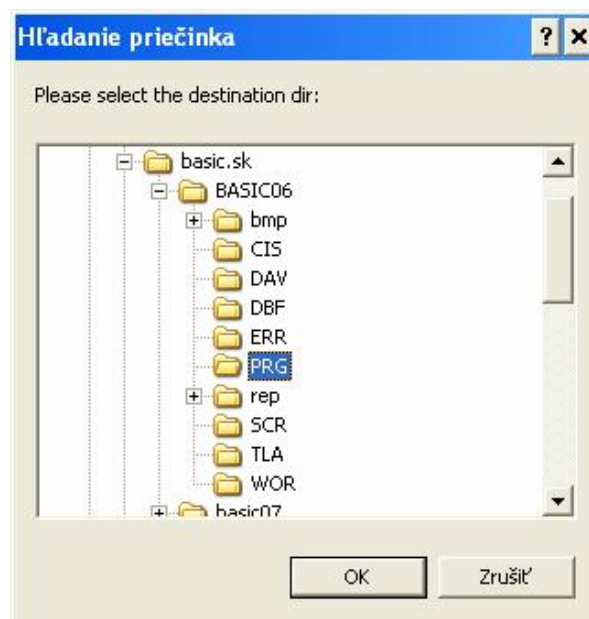 Hľadanie priečinka
Please select the destination dir:
basic.sk
BASIC06
bmp
CIS
DAV
DBF
ERR
PRG
rep
SCR
TLA
WOR
basic07
OK
Zrušiť